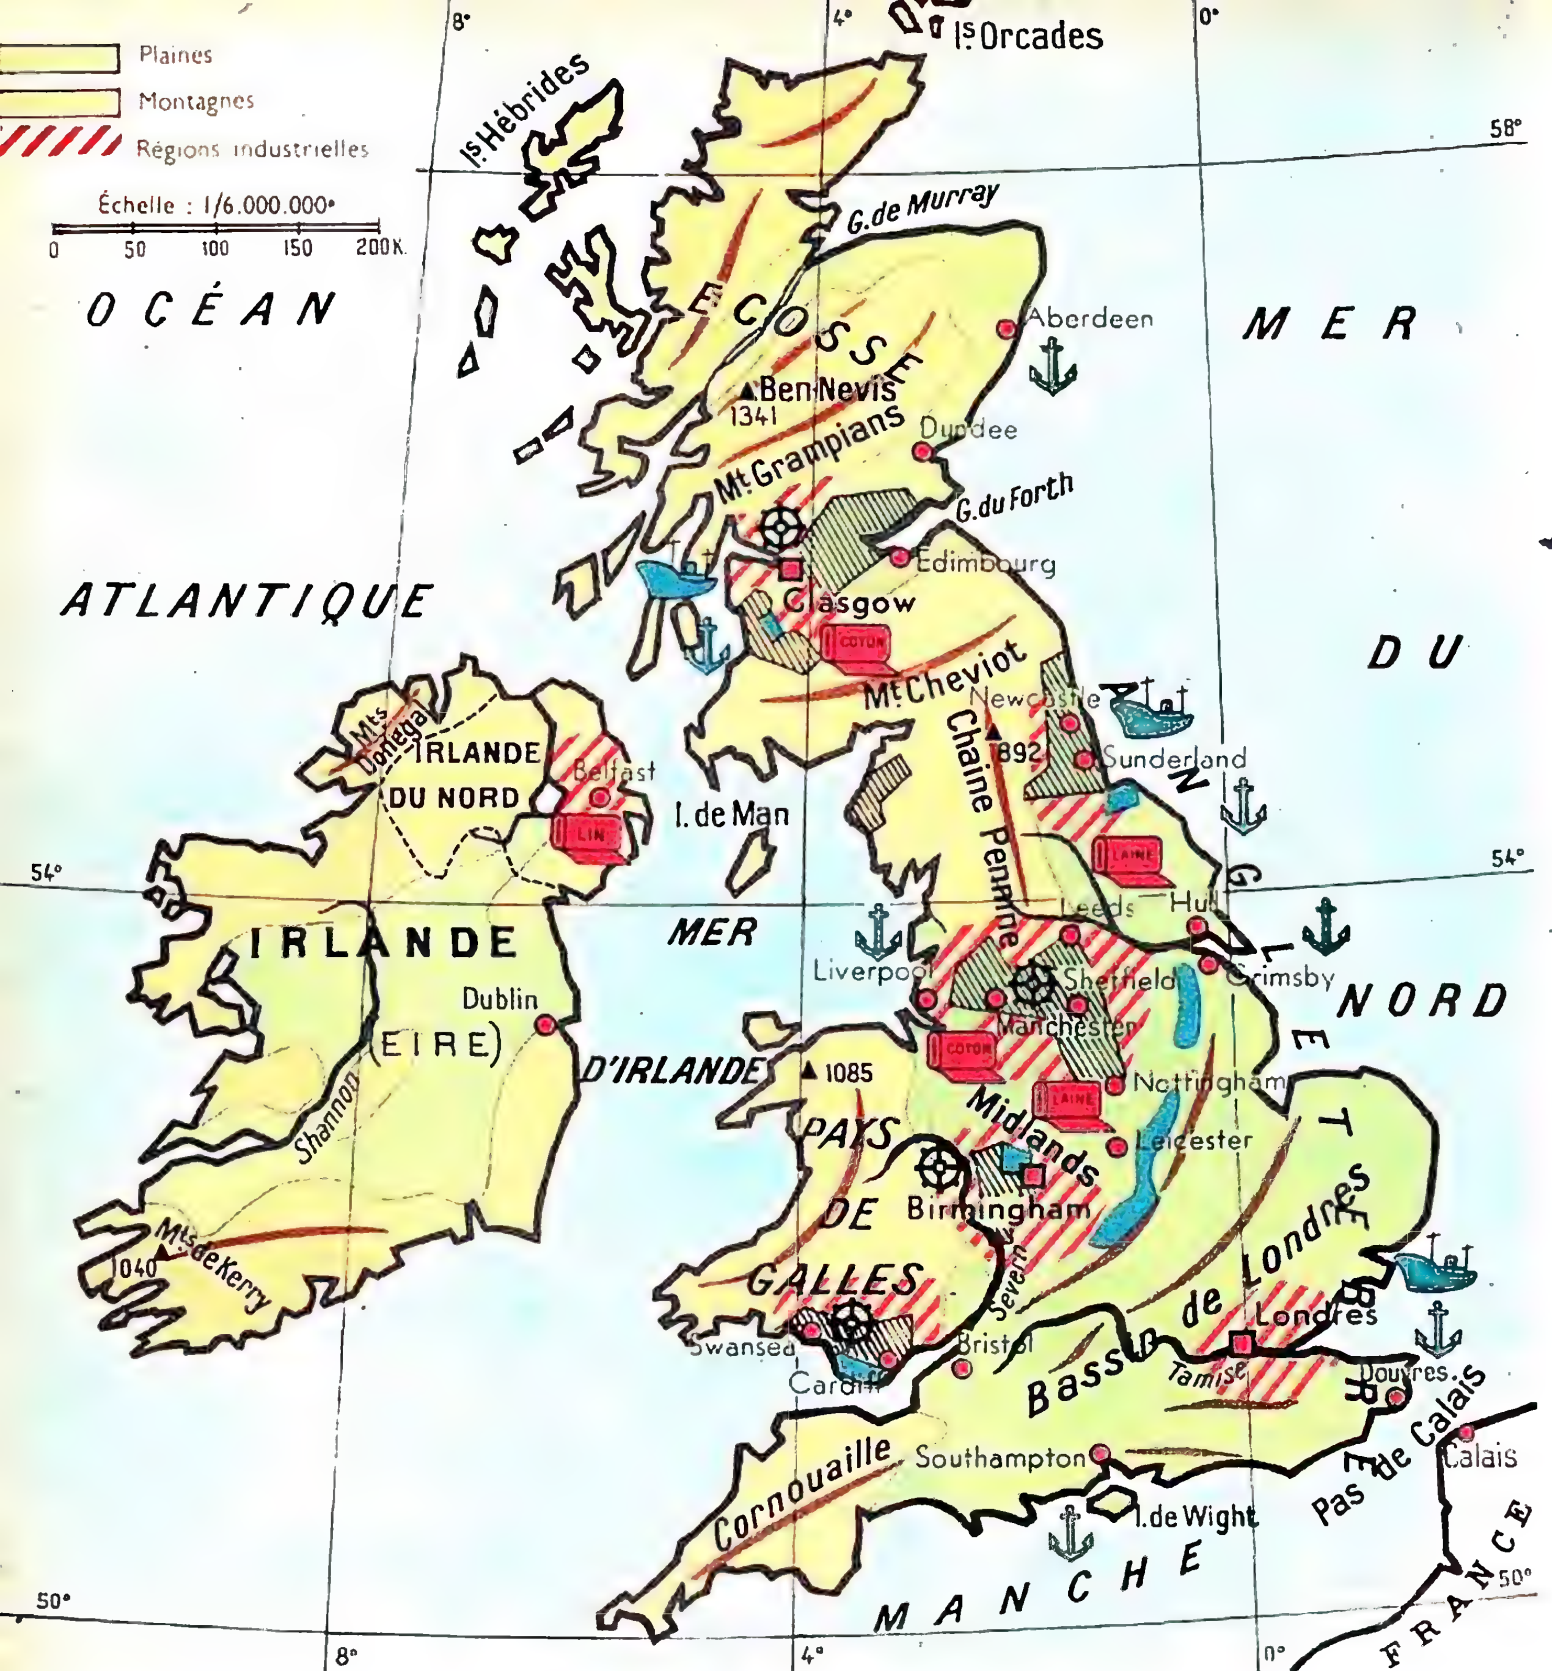 8°
4°
0°
Is. Orcades
Plaines
Montagnes
Régions industrielles
Échelle : 1/6.000.000e
0 50 100 150 200K.
Is. Hébrides
58°
G. de Murray
OCÉAN
ATLANTIQUE
MER
DU
NORD
ECOSSE
Aberdeen
Ben Nevis
1341
Mt. Grampians
Dundee
G. du Forth
Edimbourg
Glasgow
COTON
Mt. Cheviot
Newcastle
892
Sunderland
Chaine Pennine
Mts
Donegal
IRLANDE
DU NORD
Belfast
LIN
I. de Man
LAINE
54°
54°
IRLANDE
(EIRE)
Dublin
Shannon
Mts de Kerry
1040
MER
D'IRLANDE
Leeds
Hull
Liverpool
Sheffield
Grimsby
Manchester
COTON
LAINE
Nottingham
Midlands
Leicester
1085
PAYS
DE
GALLES
Birmingham
Severn
ANGLETERRE
Bassin de Londres
Londres
Tamise
Swansea
Cardiff
Bristol
Douvres
Pas de Calais
Calais
Southampton
Cornouaille
I. de Wight
MANCHE
FRANCE
50°
50°
8°
4°
0°